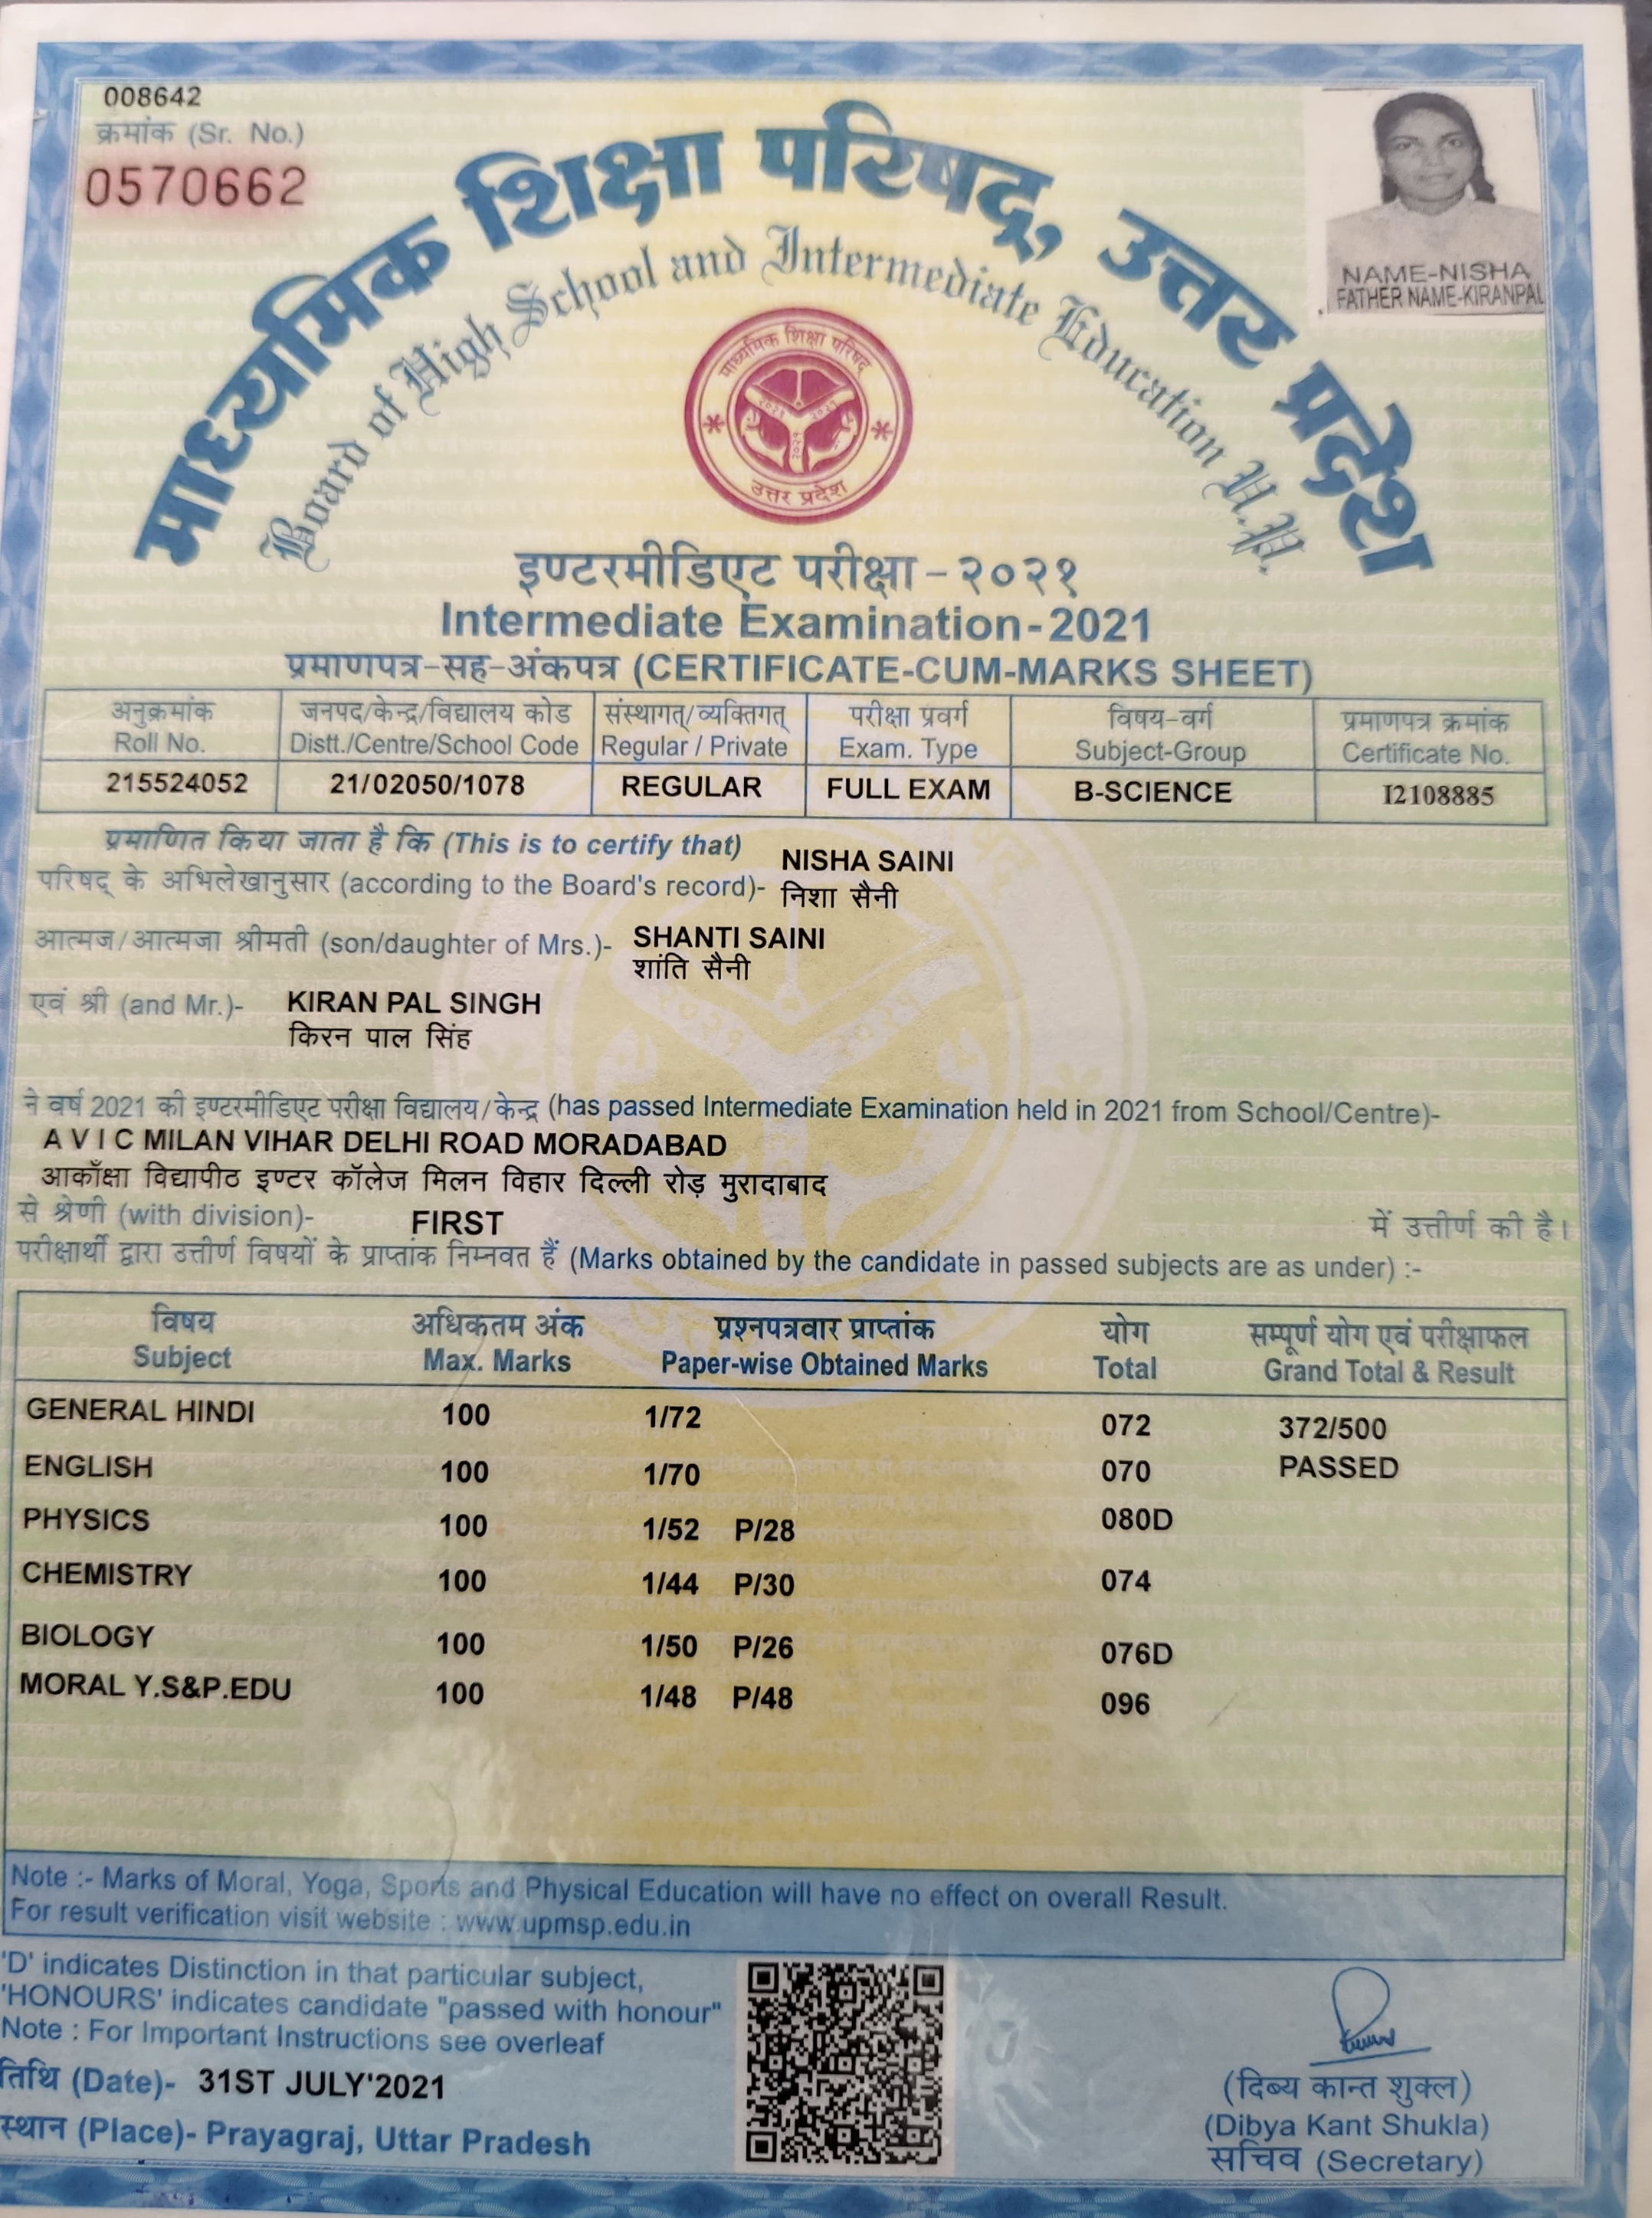 008642
क्रमांक (Sr. No.)
0570662
माध्यमिक शिक्षा परिषद्, उत्तर प्रदेश
Board of High School and Intermediate Education U.P.
NAME-NISHA
FATHER NAME-KIRANPAL
माध्यमिक शिक्षा परिषद्
२०२१ २०२१
२०२१
उत्तर प्रदेश
इण्टरमीडिएट परीक्षा - २०२१
Intermediate Examination-2021
प्रमाणपत्र-सह-अंकपत्र (CERTIFICATE-CUM-MARKS SHEET)
अनुक्रमांक जनपद/केन्द्र/विद्यालय कोड संस्थागत्/व्यक्तिगत् परीक्षा प्रवर्ग विषय-वर्ग प्रमाणपत्र क्रमांक
Roll No. Distt./Centre/School Code Regular / Private Exam. Type Subject-Group Certificate No.
215524052 21/02050/1078 REGULAR FULL EXAM B-SCIENCE I2108885
प्रमाणित किया जाता है कि (This is to certify that) NISHA SAINI
परिषद् के अभिलेखानुसार (according to the Board's record)- निशा सैनी
आत्मज/आत्मजा श्रीमती (son/daughter of Mrs.)- SHANTI SAINI
शांति सैनी
एवं श्री (and Mr.)- KIRAN PAL SINGH
किरन पाल सिंह
ने वर्ष 2021 की इण्टरमीडिएट परीक्षा विद्यालय/केन्द्र (has passed Intermediate Examination held in 2021 from School/Centre)-
A V I C MILAN VIHAR DELHI ROAD MORADABAD
आकाँक्षा विद्यापीठ इण्टर कॉलेज मिलन विहार दिल्ली रोड़ मुरादाबाद
से श्रेणी (with division)- FIRST में उत्तीर्ण की है।
परीक्षार्थी द्वारा उत्तीर्ण विषयों के प्राप्तांक निम्नवत हैं (Marks obtained by the candidate in passed subjects are as under) :-
विषय अधिकतम अंक प्रश्नपत्रवार प्राप्तांक योग सम्पूर्ण योग एवं परीक्षाफल
Subject Max. Marks Paper-wise Obtained Marks Total Grand Total & Result
GENERAL HINDI 100 1/72 072 372/500
ENGLISH 100 1/70 070 PASSED
PHYSICS 100 1/52 P/28 080D
CHEMISTRY 100 1/44 P/30 074
BIOLOGY 100 1/50 P/26 076D
MORAL Y.S&P.EDU 100 1/48 P/48 096
Note :- Marks of Moral, Yoga, Sports and Physical Education will have no effect on overall Result.
For result verification visit website : www.upmsp.edu.in
'D' indicates Distinction in that particular subject,
'HONOURS' indicates candidate "passed with honour"
Note : For Important Instructions see overleaf
तिथि (Date)- 31ST JULY'2021
स्थान (Place)- Prayagraj, Uttar Pradesh
(दिब्य कान्त शुक्ल)
(Dibya Kant Shukla)
सचिव (Secretary)